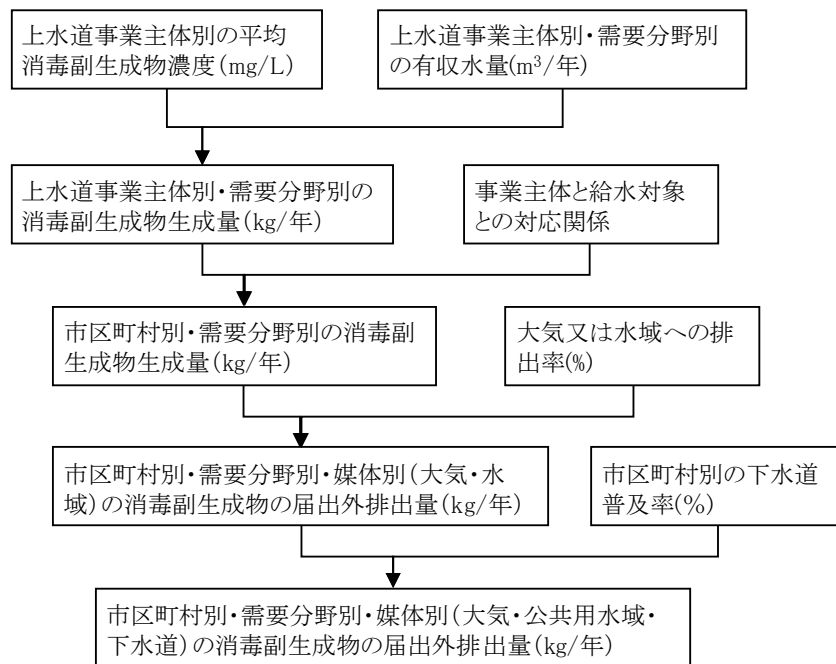 上水道事業主体別の平均
消毒副生成物濃度(mg/L)
上水道事業主体別・需要分野別
の有収水量(m³/年)
上水道事業主体別・需要分野別の
消毒副生成物生成量(kg/年)
事業主体と給水対象
との対応関係
市区町村別・需要分野別の消毒副
生成物生成量(kg/年)
大気又は水域への排
出率(%)
市区町村別・需要分野別・媒体別(大気・水
域)の消毒副生成物の届出外排出量(kg/年)
市区町村別の下水道
普及率(%)
市区町村別・需要分野別・媒体別(大気・公共用水域・
下水道)の消毒副生成物の届出外排出量(kg/年)